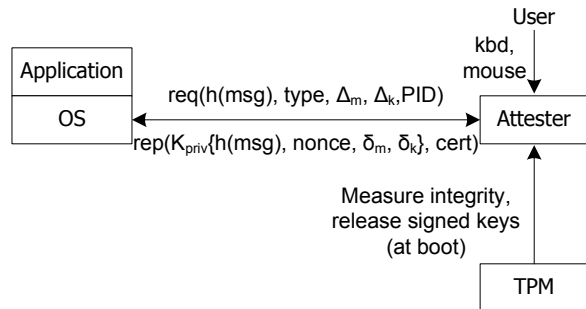 User
kbd,
mouse
Application
OS
req(h(msg), type, Δm, Δk,PID)
Attester
rep(Kpriv{h(msg), nonce, δm, δk}, cert)
Measure integrity,
release signed keys
(at boot)
TPM